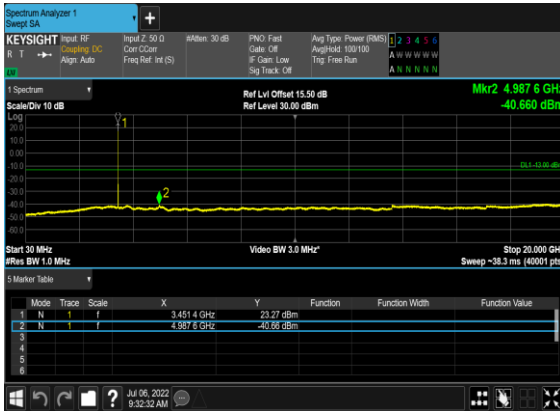 Spectrum Analyzer 1
Swept SA
+
KEYSIGHT Input: RF Input Z: 50 Ω #Atten: 30 dB PNO: Fast Avg Type: Power (RMS) 1 2 3 4 5 6
R T Coupling: DC Corr CCorr Gate: Off Avg|Hold: 100/100 A W W W W W
Align: Auto Freq Ref: Int (S) IF Gain: Low Trig: Free Run
Sig Track: Off A N N N N N
1 Spectrum Ref Lvl Offset 15.50 dB Mkr2 4.987 6 GHz
Scale/Div 10 dB Ref Level 30.00 dBm -40.660 dBm
Log
20.0
10.0
0.00
-10.0
-20.0
-30.0
-40.0
-50.0
-60.0
1
DL1 -13.00 dBm
2
Start 30 MHz Video BW 3.0 MHz* Stop 20.000 GH
#Res BW 1.0 MHz Sweep ~38.3 ms (40001 pts
5 Marker Table
Mode Trace Scale X Y Function Function Width Function Value
1 N 1 f 3.451 4 GHz 23.27 dBm
2 N 1 f 4.987 6 GHz -40.66 dBm
3
4
5
6
? Jul 06, 2022
9:32:32 AM